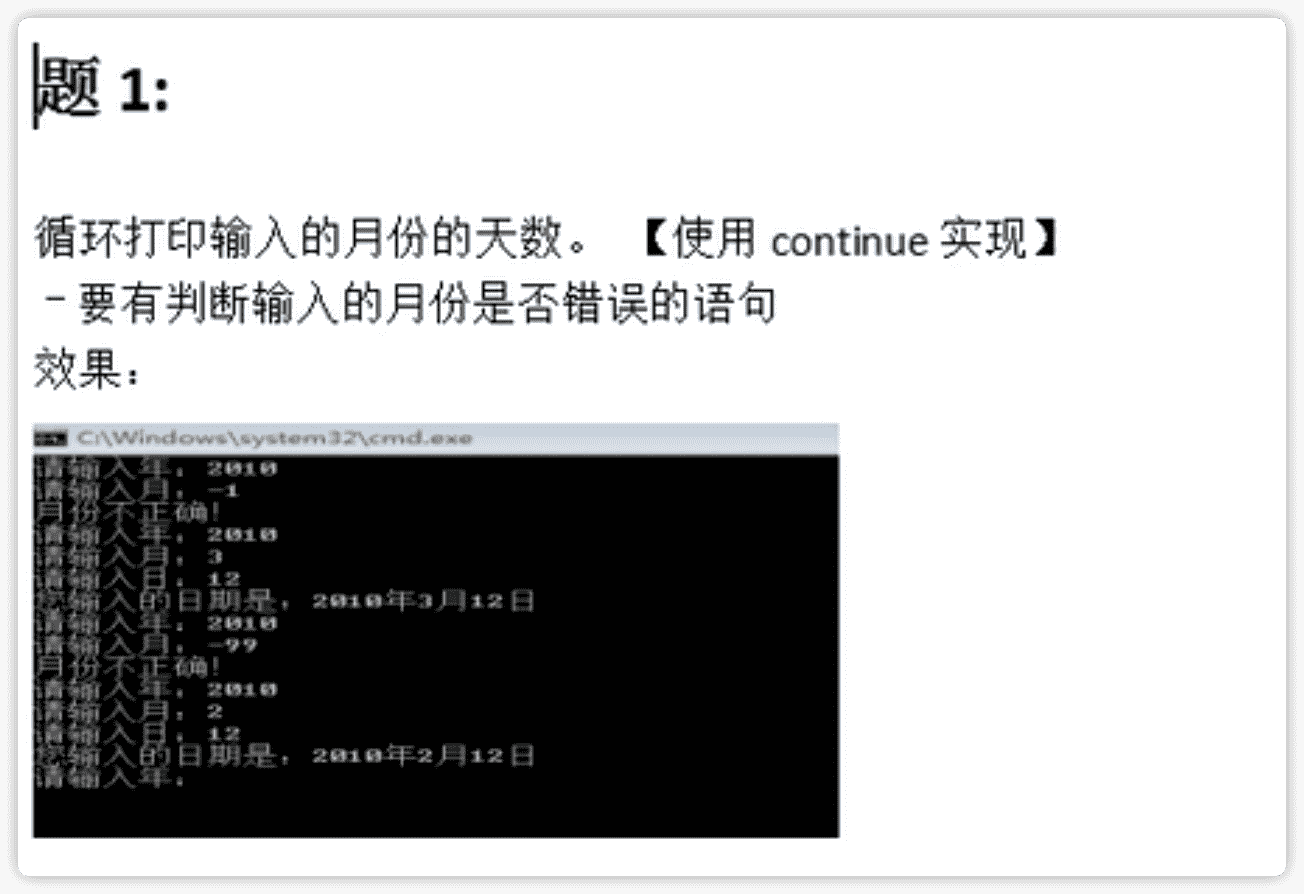 题 1:
循环打印输入的月份的天数。 【使用 continue 实现】
－要有判断输入的月份是否错误的语句
效果：
C:\Windows\system32\cmd.exe
请输入年：2010
请输入月：-1
月份不正确!
请输入年：2010
请输入月：3
请输入日：12
您输入的日期是：2010年3月12日
请输入年：2010
请输入月：-99
月份不正确!
请输入年：2010
请输入月：2
请输入日：12
您输入的日期是：2010年2月12日
请输入年：